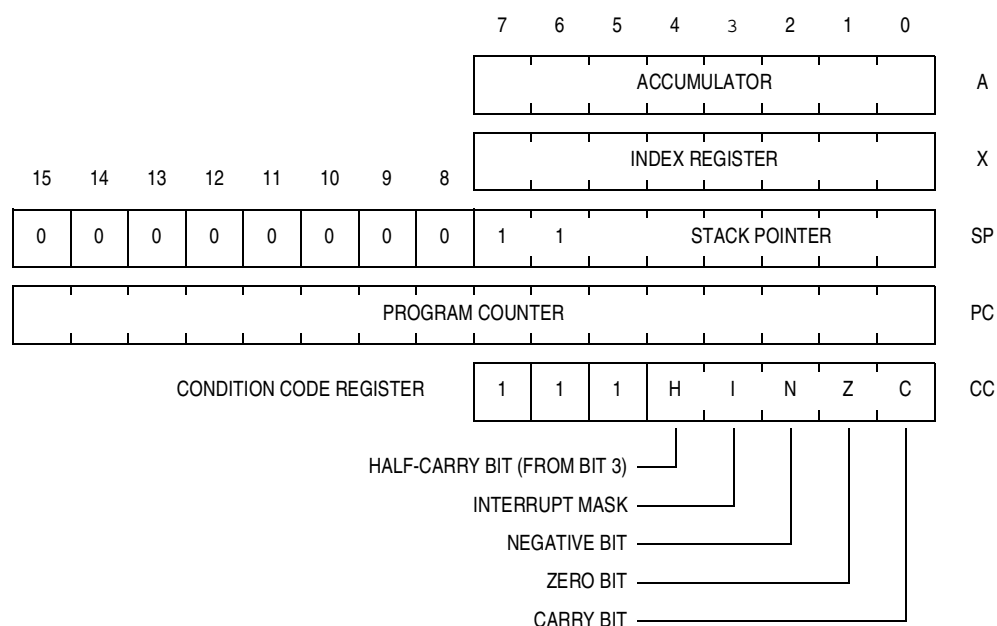 7 6 5 4 3 2 1 0
ACCUMULATOR A
INDEX REGISTER X
15 14 13 12 11 10 9 8
0 0 0 0 0 0 0 0 1 1 STACK POINTER SP
PROGRAM COUNTER PC
CONDITION CODE REGISTER 1 1 1 H I N Z C CC
HALF-CARRY BIT (FROM BIT 3)
INTERRUPT MASK
NEGATIVE BIT
ZERO BIT
CARRY BIT